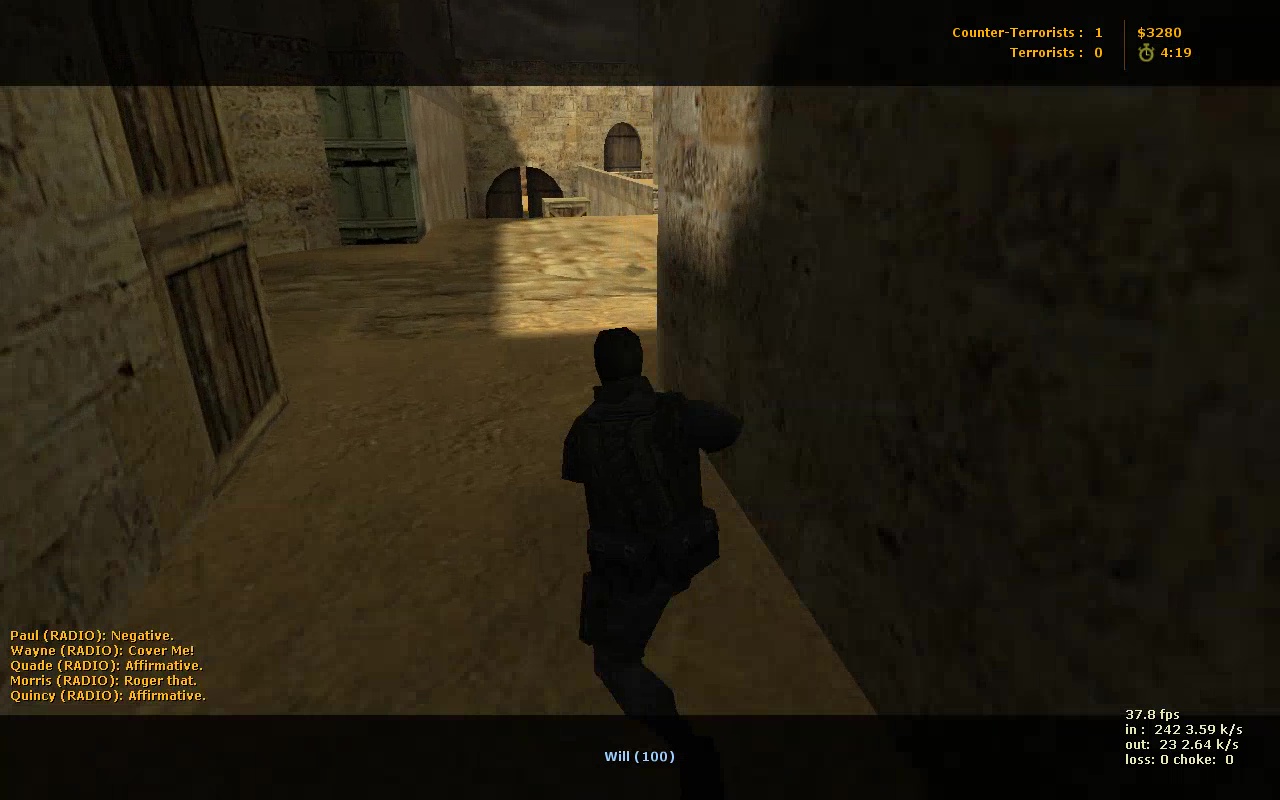 Counter-Terrorists : 1 $3280
Terrorists : 0 4:19
Paul (RADIO): Negative.
Wayne (RADIO): Cover Me!
Quade (RADIO): Affirmative.
Morris (RADIO): Roger that.
Quincy (RADIO): Affirmative.
37.8 fps
in : 242 3.59 k/s
out: 23 2.64 k/s
loss: 0 choke: 0
Will (100)